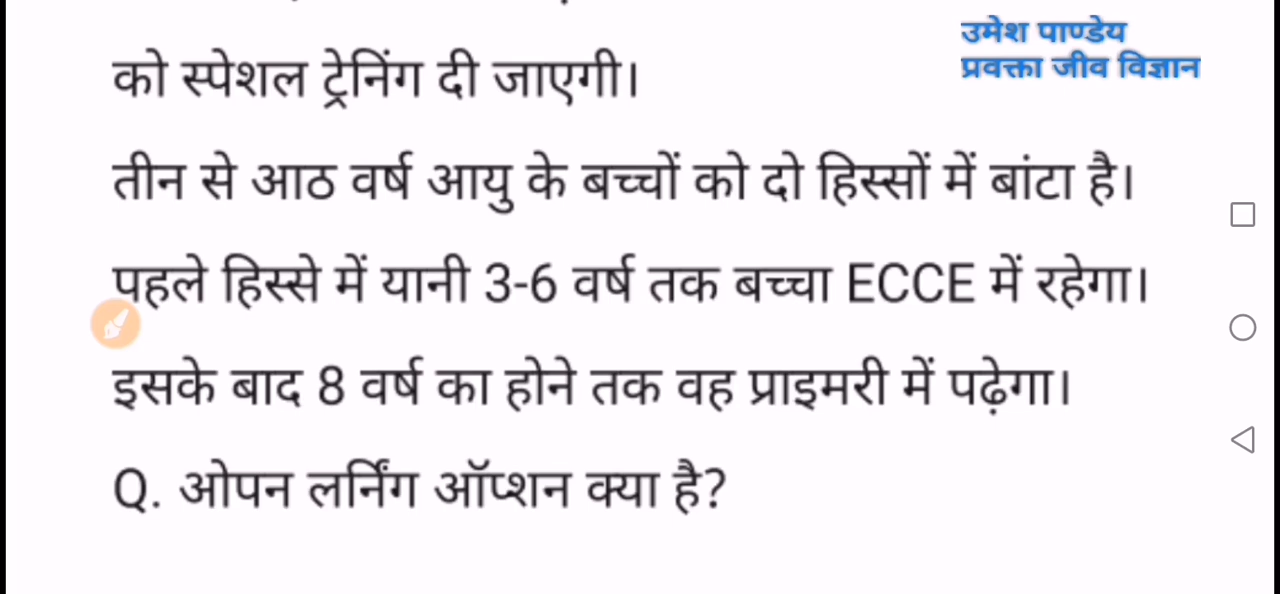 उमेश पाण्डेय
प्रवक्ता जीव विज्ञान
को स्पेशल ट्रेनिंग दी जाएगी।
तीन से आठ वर्ष आयु के बच्चों को दो हिस्सों में बांटा है।
पहले हिस्से में यानी 3-6 वर्ष तक बच्चा ECCE में रहेगा।
इसके बाद 8 वर्ष का होने तक वह प्राइमरी में पढ़ेगा।
Q. ओपन लर्निंग ऑप्शन क्या है?